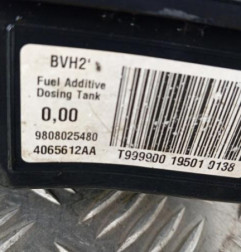 BVH2
Fuel Additive
Dosing Tank
0,00
9808025480
4065612AA
T999900 19501 0138